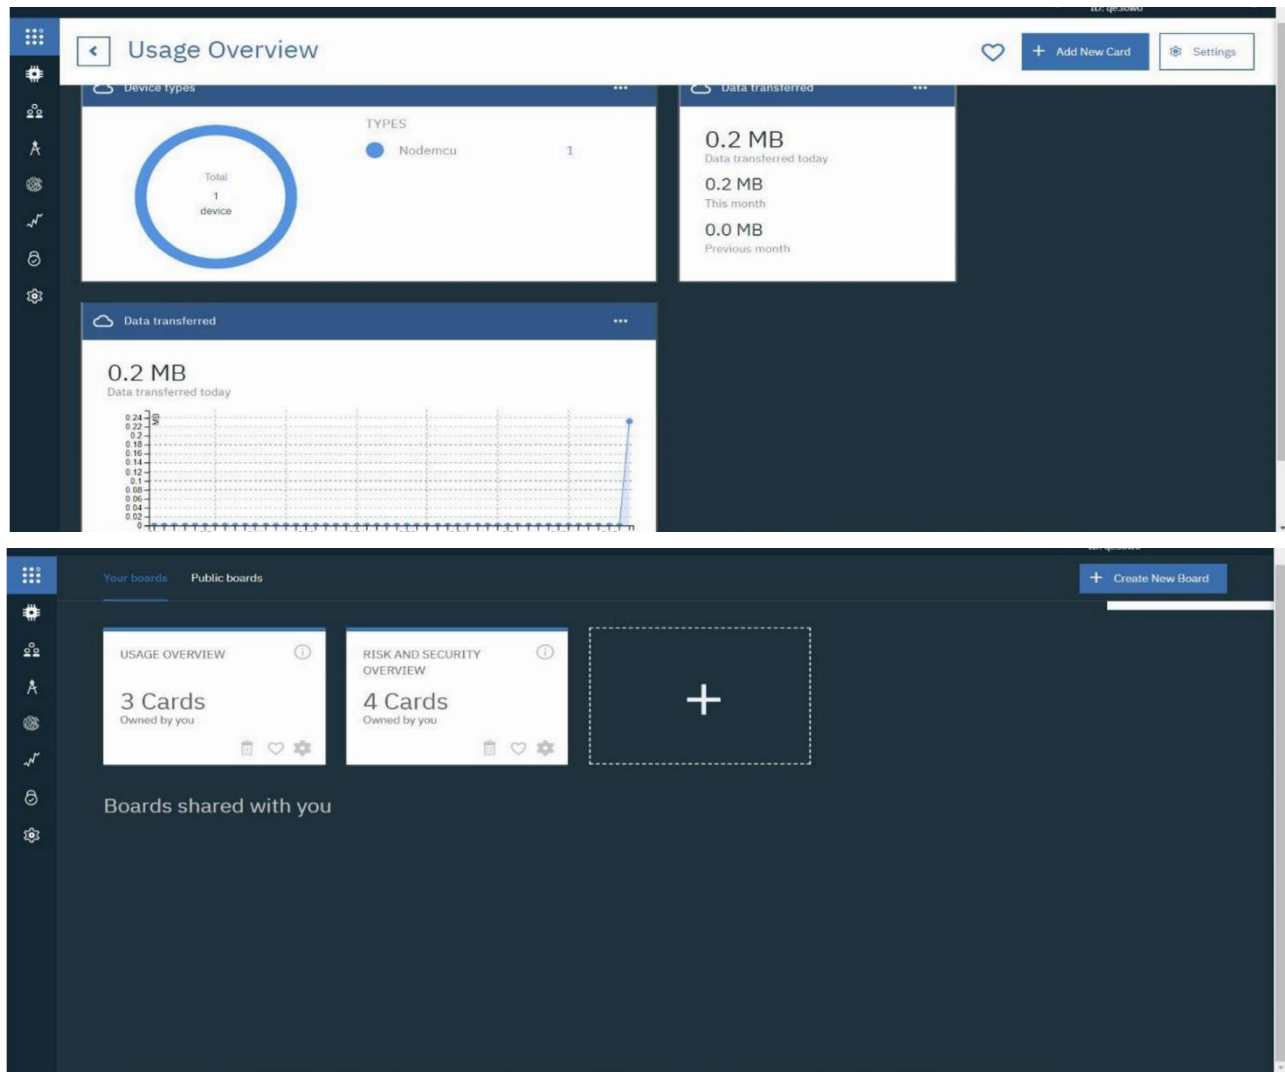 Usage Overview
+ Add New Card
Settings
Device types
TYPES
Nodemcu 1
Total
1
device
Data transferred
0.2 MB
Data transferred today
0.2 MB
This month
0.0 MB
Previous month
Data transferred
0.2 MB
Data transferred today
MB
0.24
0.22
0.2
0.18
0.16
0.14
0.12
0.1
0.08
0.06
0.04
0.02
0
Your boards Public boards
+ Create New Board
USAGE OVERVIEW
3 Cards
Owned by you
RISK AND SECURITY
OVERVIEW
4 Cards
Owned by you
Boards shared with you